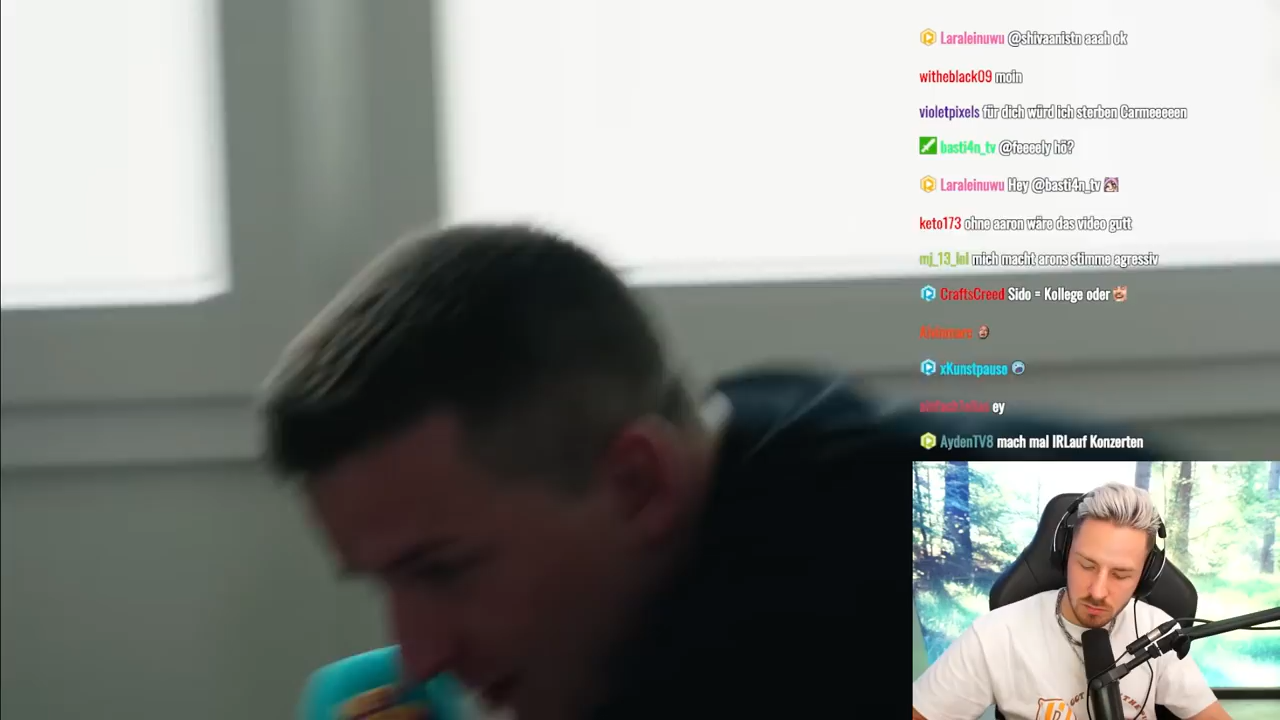 Laraleinuwu @shivaanistn aaah ok
witheblack09 moin
violetpixels für dich würd ich sterben Carmeeeeen
basti4n_tv @feeeely hö?
Laraleinuwu Hey @basti4n_tv
keto173 ohne aaron wäre das video gutt
mj_13_lol mich macht arons stimme agressiv
CraftsCreed Sido = Kollege oder
xKunstpause
ey
AydenTV8 mach mal IRLauf Konzerten